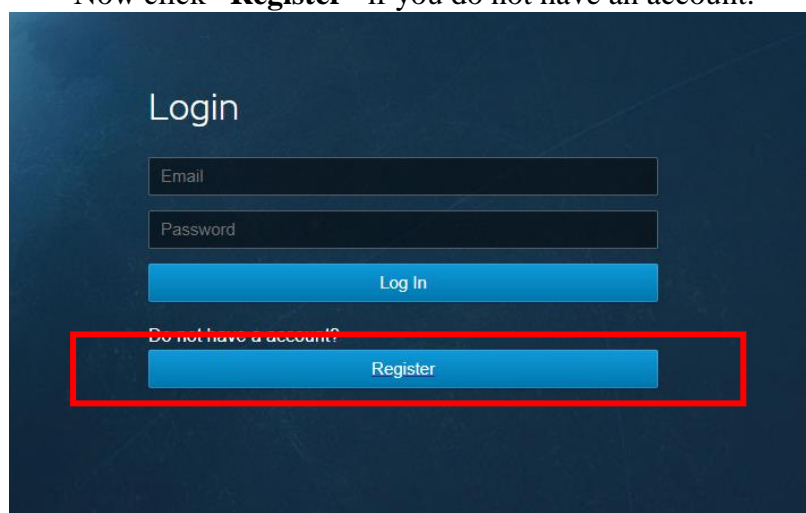 Now click "Register" if you do not have an account.
Login
Email
Password
Log In
Do not have a account?
Register